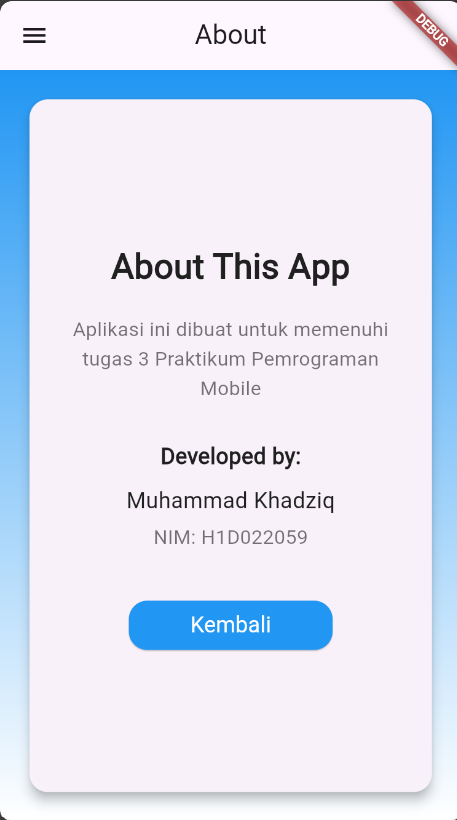 About
DEBUG
About This App
Aplikasi ini dibuat untuk memenuhi
tugas 3 Praktikum Pemrograman
Mobile
Developed by:
Muhammad Khadziq
NIM: H1D022059
Kembali